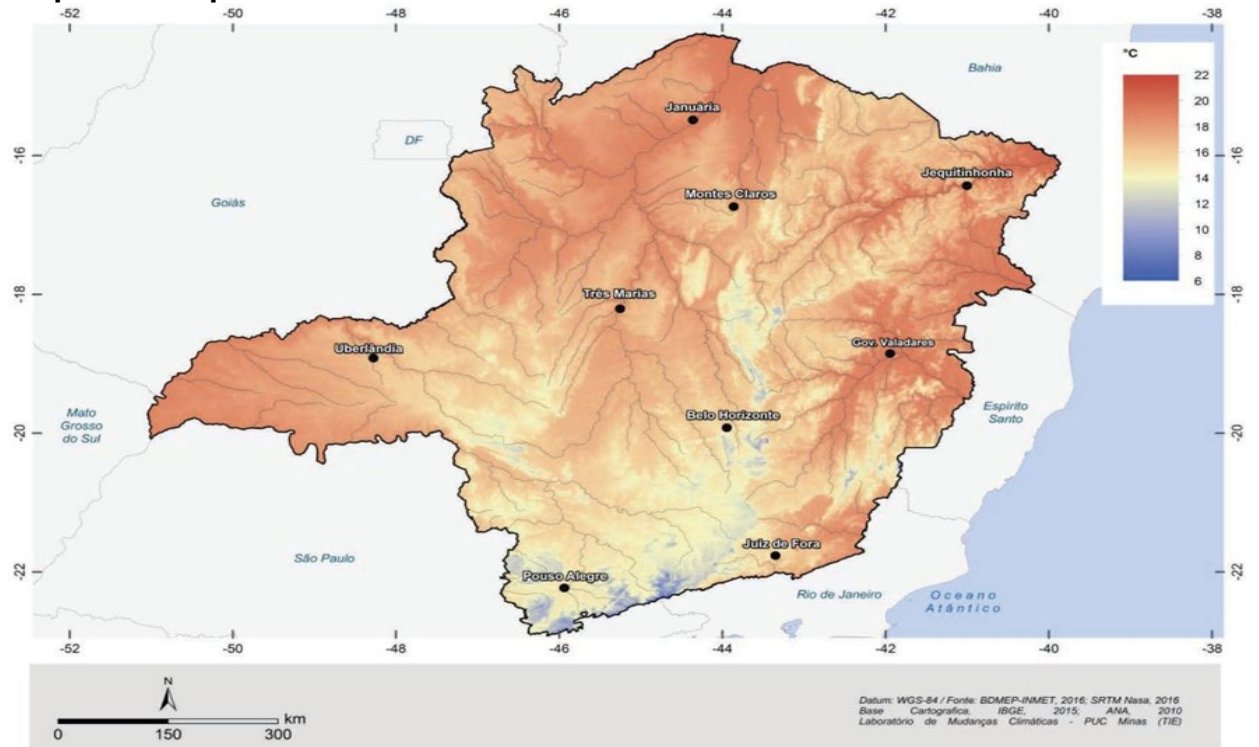 -52 -50 -48 -46 -44 -42 -40 -38
°C
22
20
18
16
14
12
10
8
6
Bahia
Januária
-16 -16
DF
Jequitinhonha
Montes Claros
Goiás
-18 -18
Três Marias
Uberlândia
Gov. Valadares
Mato
Grosso
do Sul
Belo Horizonte
Espírito
Santo
-20 -20
São Paulo
Juiz de Fora
-22 -22
Pouso Alegre
Rio de Janeiro
Oceano
Atântico
-52 -50 -48 -46 -44 -42 -40 -38
N
km
0 150 300
Datum: WGS-84 / Fonte: BDMEP-INMET, 2016; SRTM Nasa, 2016
Base Cartografica, IBGE, 2015; ANA, 2010
Laboratório de Mudanças Climáticas - PUC Minas (TIE)